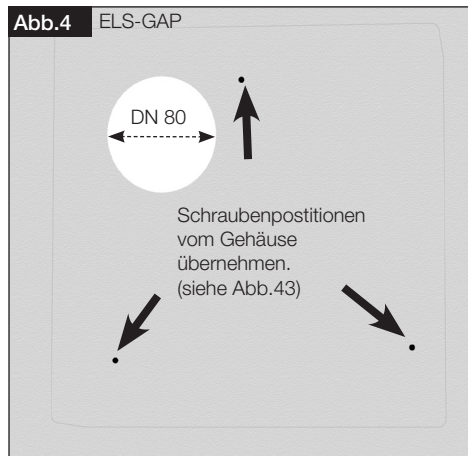 Abb.4 ELS-GAP
DN 80
Schraubenpostitionen
vom Gehäuse
übernehmen.
(siehe Abb.43)